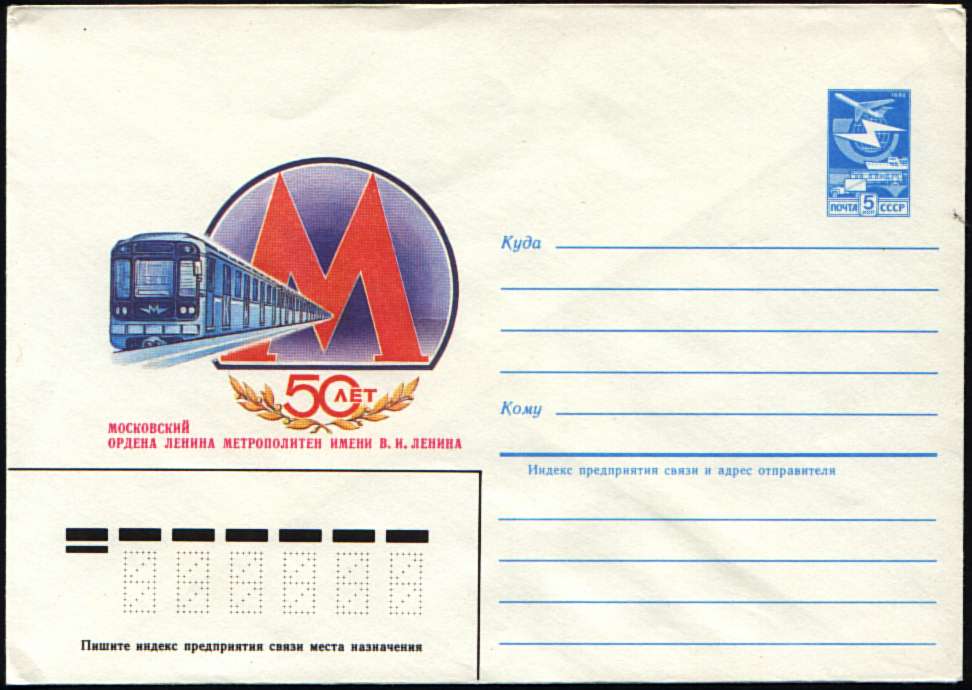 М
50 ЛЕТ
МОСКОВСКИЙ
ОРДЕНА ЛЕНИНА МЕТРОПОЛИТЕН ИМЕНИ В. И. ЛЕНИНА
1982
ПОЧТА 5 КОП СССР
Куда
Кому
Индекс предприятия связи и адрес отправителя
Пишите индекс предприятия связи места назначения